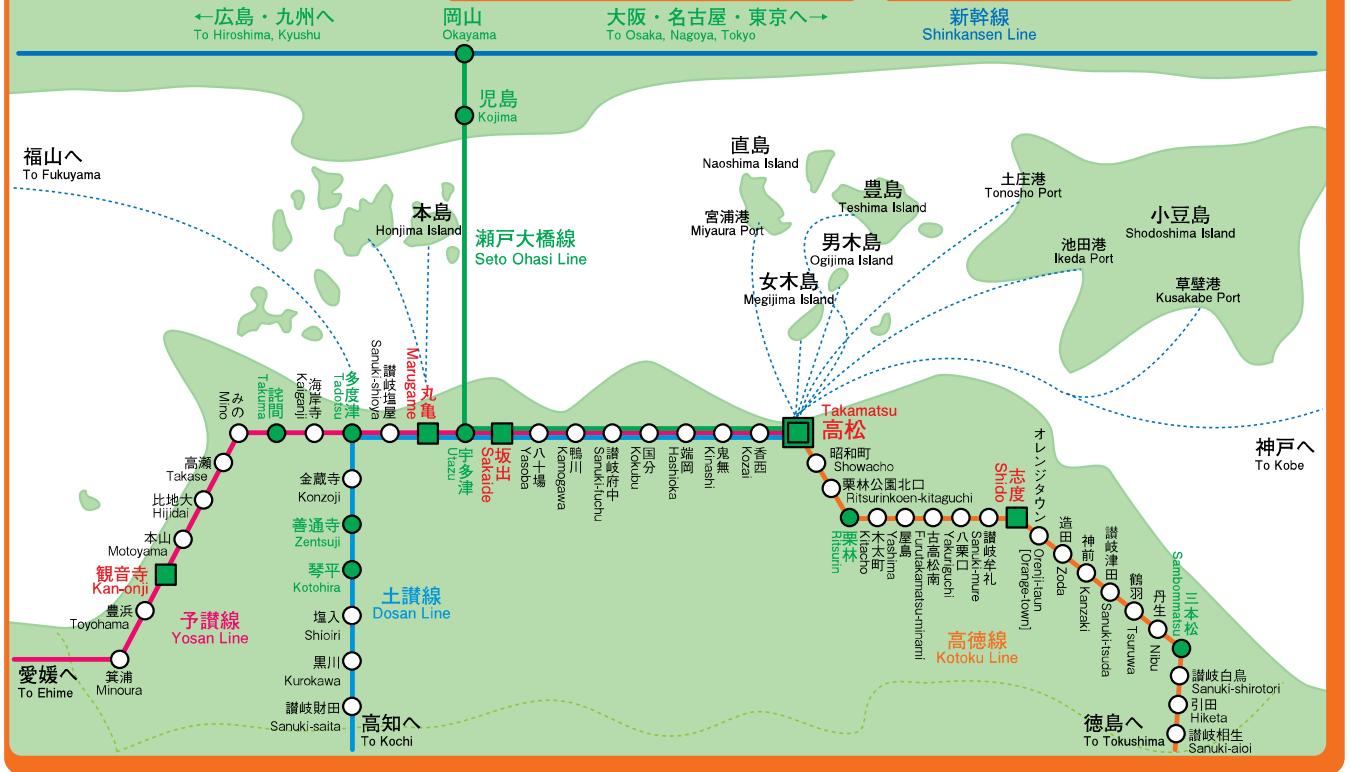 ←広島・九州へ
To Hiroshima, Kyushu
岡山
Okayama
大阪・名古屋・東京へ→
To Osaka, Nagoya, Tokyo
新幹線
Shinkansen Line
児島
Kojima
福山へ
To Fukuyama
本島
Honjima Island
瀬戸大橋線
Seto Ohasi Line
直島
Naoshima Island
宮浦港
Miyaura Port
豊島
Teshima Island
男木島
Ogijima Island
女木島
Megijima Island
土庄港
Tonosho Port
小豆島
Shodoshima Island
池田港
Ikeda Port
草壁港
Kusakabe Port
神戸へ
To Kobe
みの
Mino
詫間
Takuma
海岸寺
Kaiganji
多度津
Tadotsu
讃岐塩屋
Sanuki-shioya
丸亀
Marugame
宇多津
Utazu
坂出
Sakaide
八十場
Yasoba
鴨川
Kamogawa
讃岐府中
Sanuki-fuchu
国分
Kokubu
端岡
Hashioka
鬼無
Kinashi
香西
Kozai
Takamatsu
高松
高瀬
Takase
比地大
Hijidai
本山
Motoyama
観音寺
Kan-onji
豊浜
Toyohama
箕浦
Minoura
愛媛へ
To Ehime
予讃線
Yosan Line
金蔵寺
Konzoji
善通寺
Zentsuji
琴平
Kotohira
塩入
Shioiri
黒川
Kurokawa
讃岐財田
Sanuki-saita
高知へ
To Kochi
土讃線
Dosan Line
昭和町
Showacho
栗林公園北口
Ritsurinkoen-kitaguchi
栗林
Ritsurin
木太町
Kitacho
屋島
Yashima
古高松南
Furutakamatsu-minami
八栗口
Yakuriguchi
讃岐牟礼
Sanuki-mure
志度
Shido
オレンジタウン
Orenji-taun
[Orange-town]
造田
Zoda
神前
Kanzaki
讃岐津田
Sanuki-tsuda
鶴羽
Tsuruwa
丹生
Nibu
三本松
Sambommatsu
讃岐白鳥
Sanuki-shirotori
引田
Hiketa
讃岐相生
Sanuki-aioi
高徳線
Kotoku Line
徳島へ
To Tokushima